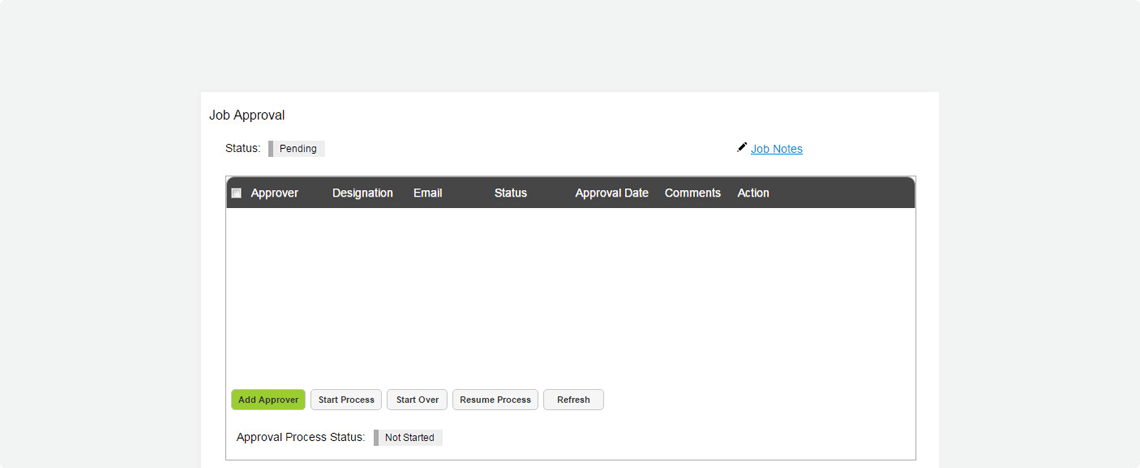 Job Approval
Status: Pending Job Notes
Approver Designation Email Status Approval Date Comments Action
Add Approver Start Process Start Over Resume Process Refresh
Approval Process Status: Not Started